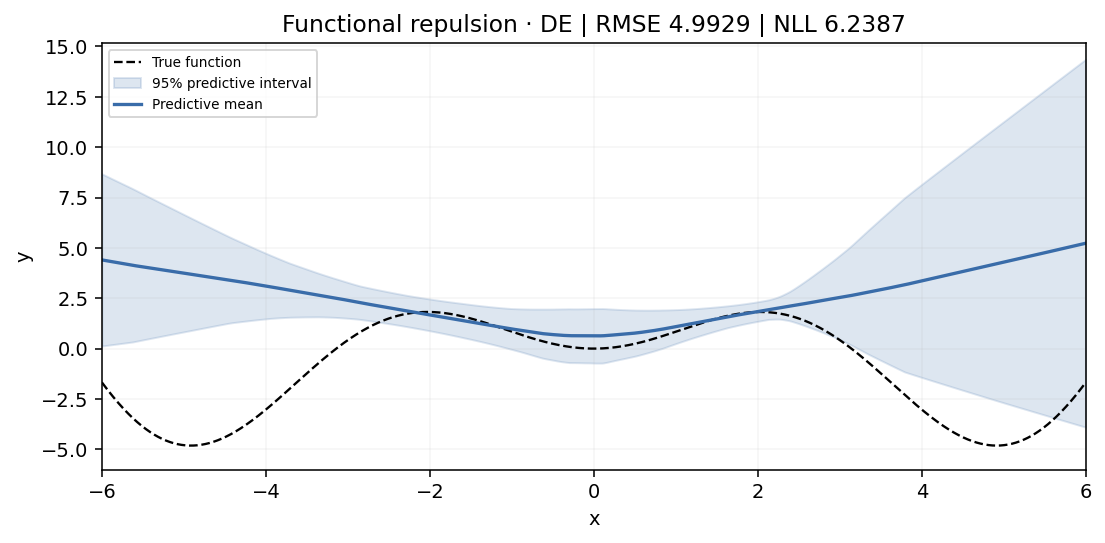 Functional repulsion · DE | RMSE 4.9929 | NLL 6.2387
True function
95% predictive interval
Predictive mean
15.0
12.5
10.0
7.5
5.0
2.5
0.0
−2.5
−5.0
y
−6 −4 −2 0 2 4 6
x